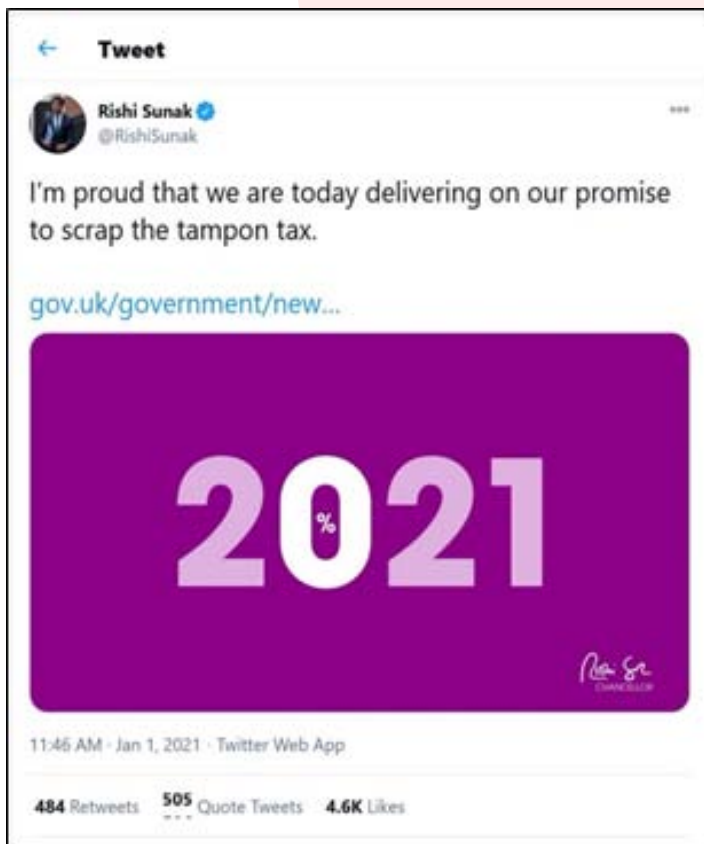 ← Tweet
Rishi Sunak
@RishiSunak
I'm proud that we are today delivering on our promise
to scrap the tampon tax.
gov.uk/government/new...
2021
%
CHANCELLOR
11:46 AM · Jan 1, 2021 · Twitter Web App
484 Retweets 505 Quote Tweets 4.6K Likes